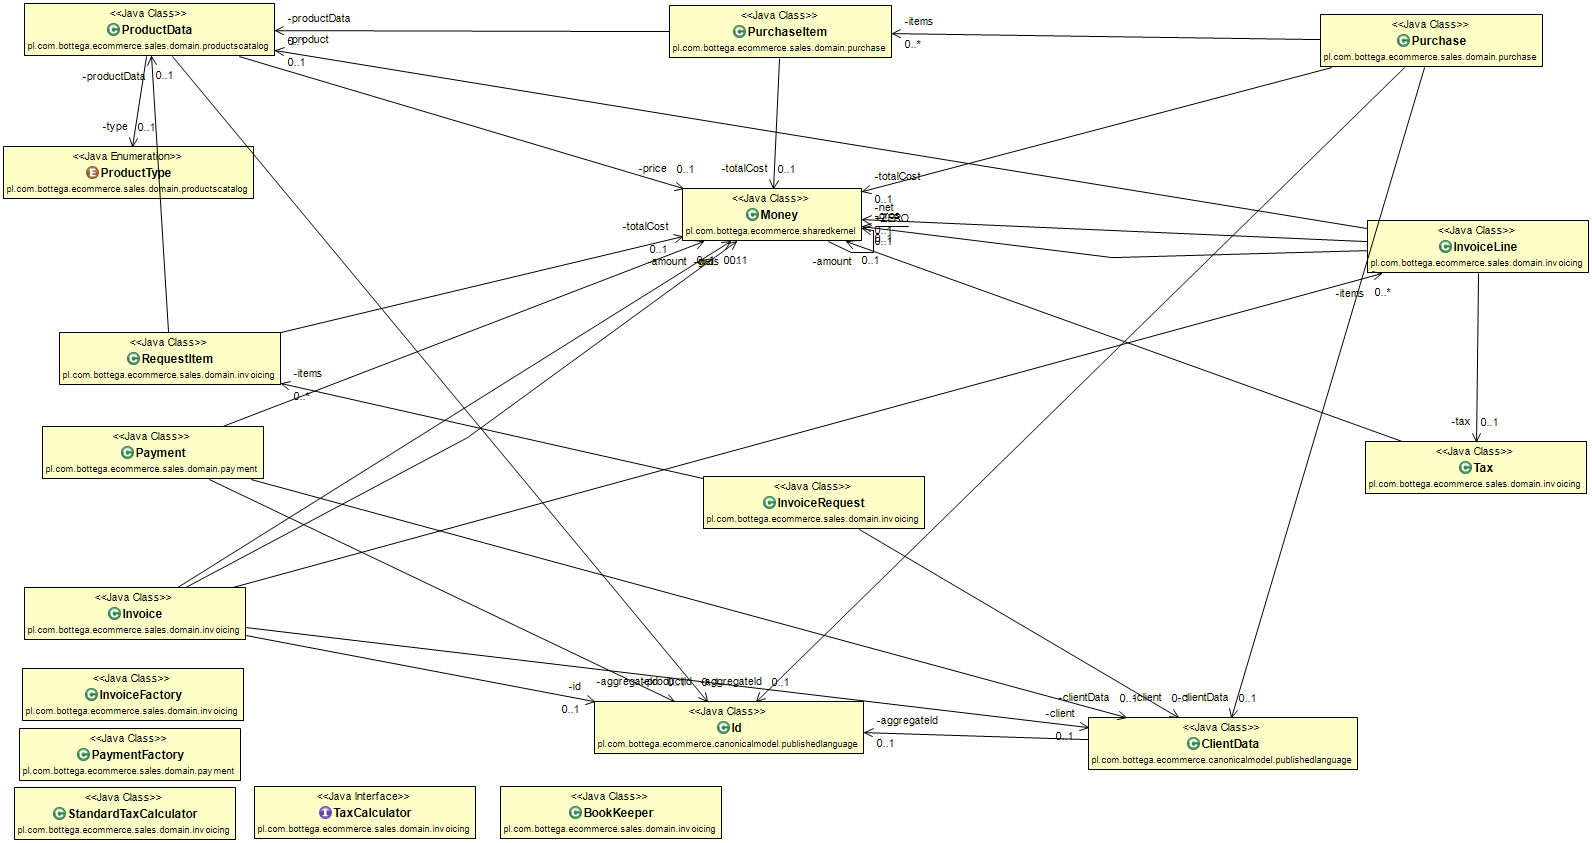 <<Java Class>>
ProductData
pl.com.bottega.ecommerce.sales.domain.productscatalog
-productData
-product
0..1
<<Java Class>>
PurchaseItem
pl.com.bottega.ecommerce.sales.domain.purchase
-items
0..*
<<Java Class>>
Purchase
pl.com.bottega.ecommerce.sales.domain.purchase
-productData
0..1
-type
0..1
<<Java Enumeration>>
ProductType
pl.com.bottega.ecommerce.sales.domain.productscatalog
-price
0..1
-totalCost
0..1
-totalCost
0..1
<<Java Class>>
Money
pl.com.bottega.ecommerce.sharedkernel
-net
ZERO
0..1
0..1
-totalCost
0..1
amount
-amount
0..1
<<Java Class>>
InvoiceLine
pl.com.bottega.ecommerce.sales.domain.invoicing
-items
0..*
<<Java Class>>
RequestItem
pl.com.bottega.ecommerce.sales.domain.invoicing
-items
0..*
-tax
0..1
<<Java Class>>
Payment
pl.com.bottega.ecommerce.sales.domain.payment
<<Java Class>>
Tax
pl.com.bottega.ecommerce.sales.domain.invoicing
<<Java Class>>
InvoiceRequest
pl.com.bottega.ecommerce.sales.domain.invoicing
<<Java Class>>
Invoice
pl.com.bottega.ecommerce.sales.domain.invoicing
-id
0..1
-aggregateId
-productId
-aggregateId
0..1
<<Java Class>>
Id
pl.com.bottega.ecommerce.canonicalmodel.publishedlanguage
-aggregateId
0..1
-clientData
0..1
-client
-clientData
0..1
-client
0..1
<<Java Class>>
ClientData
pl.com.bottega.ecommerce.canonicalmodel.publishedlanguage
<<Java Class>>
InvoiceFactory
pl.com.bottega.ecommerce.sales.domain.invoicing
<<Java Class>>
PaymentFactory
pl.com.bottega.ecommerce.sales.domain.payment
<<Java Class>>
StandardTaxCalculator
pl.com.bottega.ecommerce.sales.domain.invoicing
<<Java Interface>>
TaxCalculator
pl.com.bottega.ecommerce.sales.domain.invoicing
<<Java Class>>
BookKeeper
pl.com.bottega.ecommerce.sales.domain.invoicing